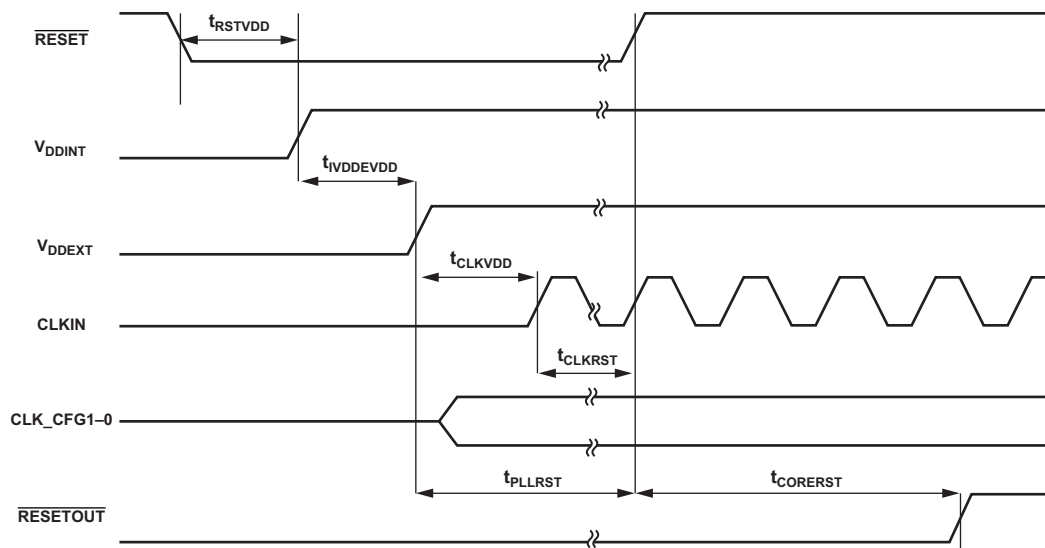 tRSTVDD
RESET
VDDINT
tIVDDEVDD
VDDEXT
tCLKVDD
CLKIN
tCLKRST
CLK_CFG1–0
tPLLRST
tCORERST
RESETOUT